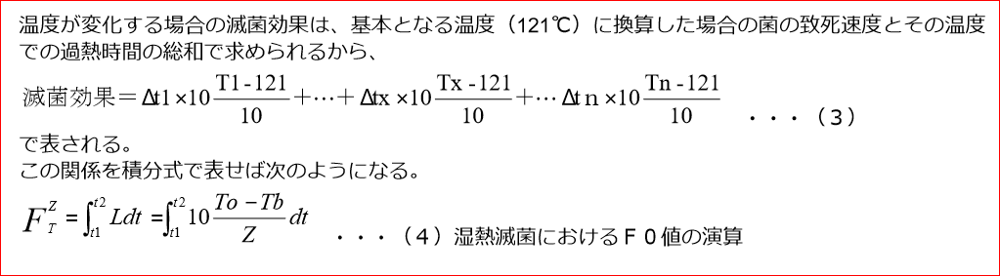 温度が変化する場合の滅菌効果は、基本となる温度（121℃）に換算した場合の菌の致死速度とその温度
での過熱時間の総和で求められるから、
滅菌効果＝Δt1×10 T1-121/10 ＋…＋ Δtx×10 Tx-121/10 ＋… Δtn×10 Tn-121/10 ・・・（３）
で表される。
この関係を積分式で表せば次のようになる。
F_T^Z = ∫_{t1}^{t2} Ldt = ∫_{t1}^{t2} 10 To-Tb/Z dt ・・・（４）湿熱滅菌におけるＦ０値の演算